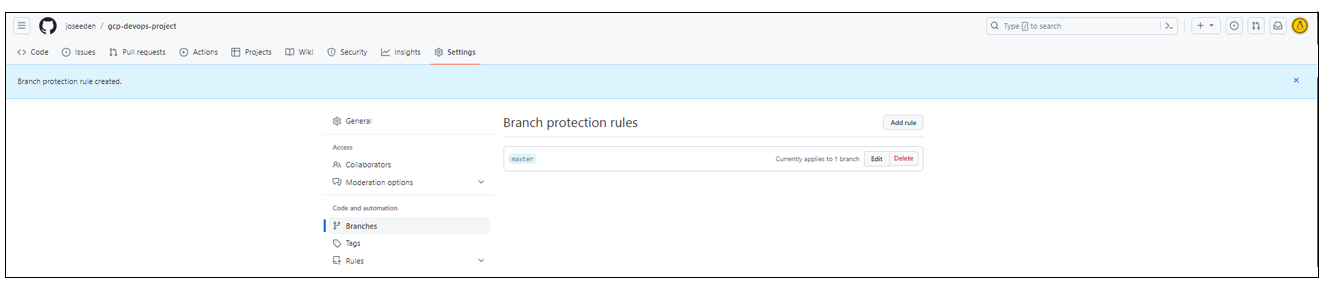 joseeden / gcp-devops-project
Type / to search
Code Issues Pull requests Actions Projects Wiki Security Insights Settings
Branch protection rule created.
General
Branch protection rules
Add rule
Access
Collaborators
master
Currently applies to 1 branch
Edit
Delete
Moderation options
Code and automation
Branches
Tags
Rules